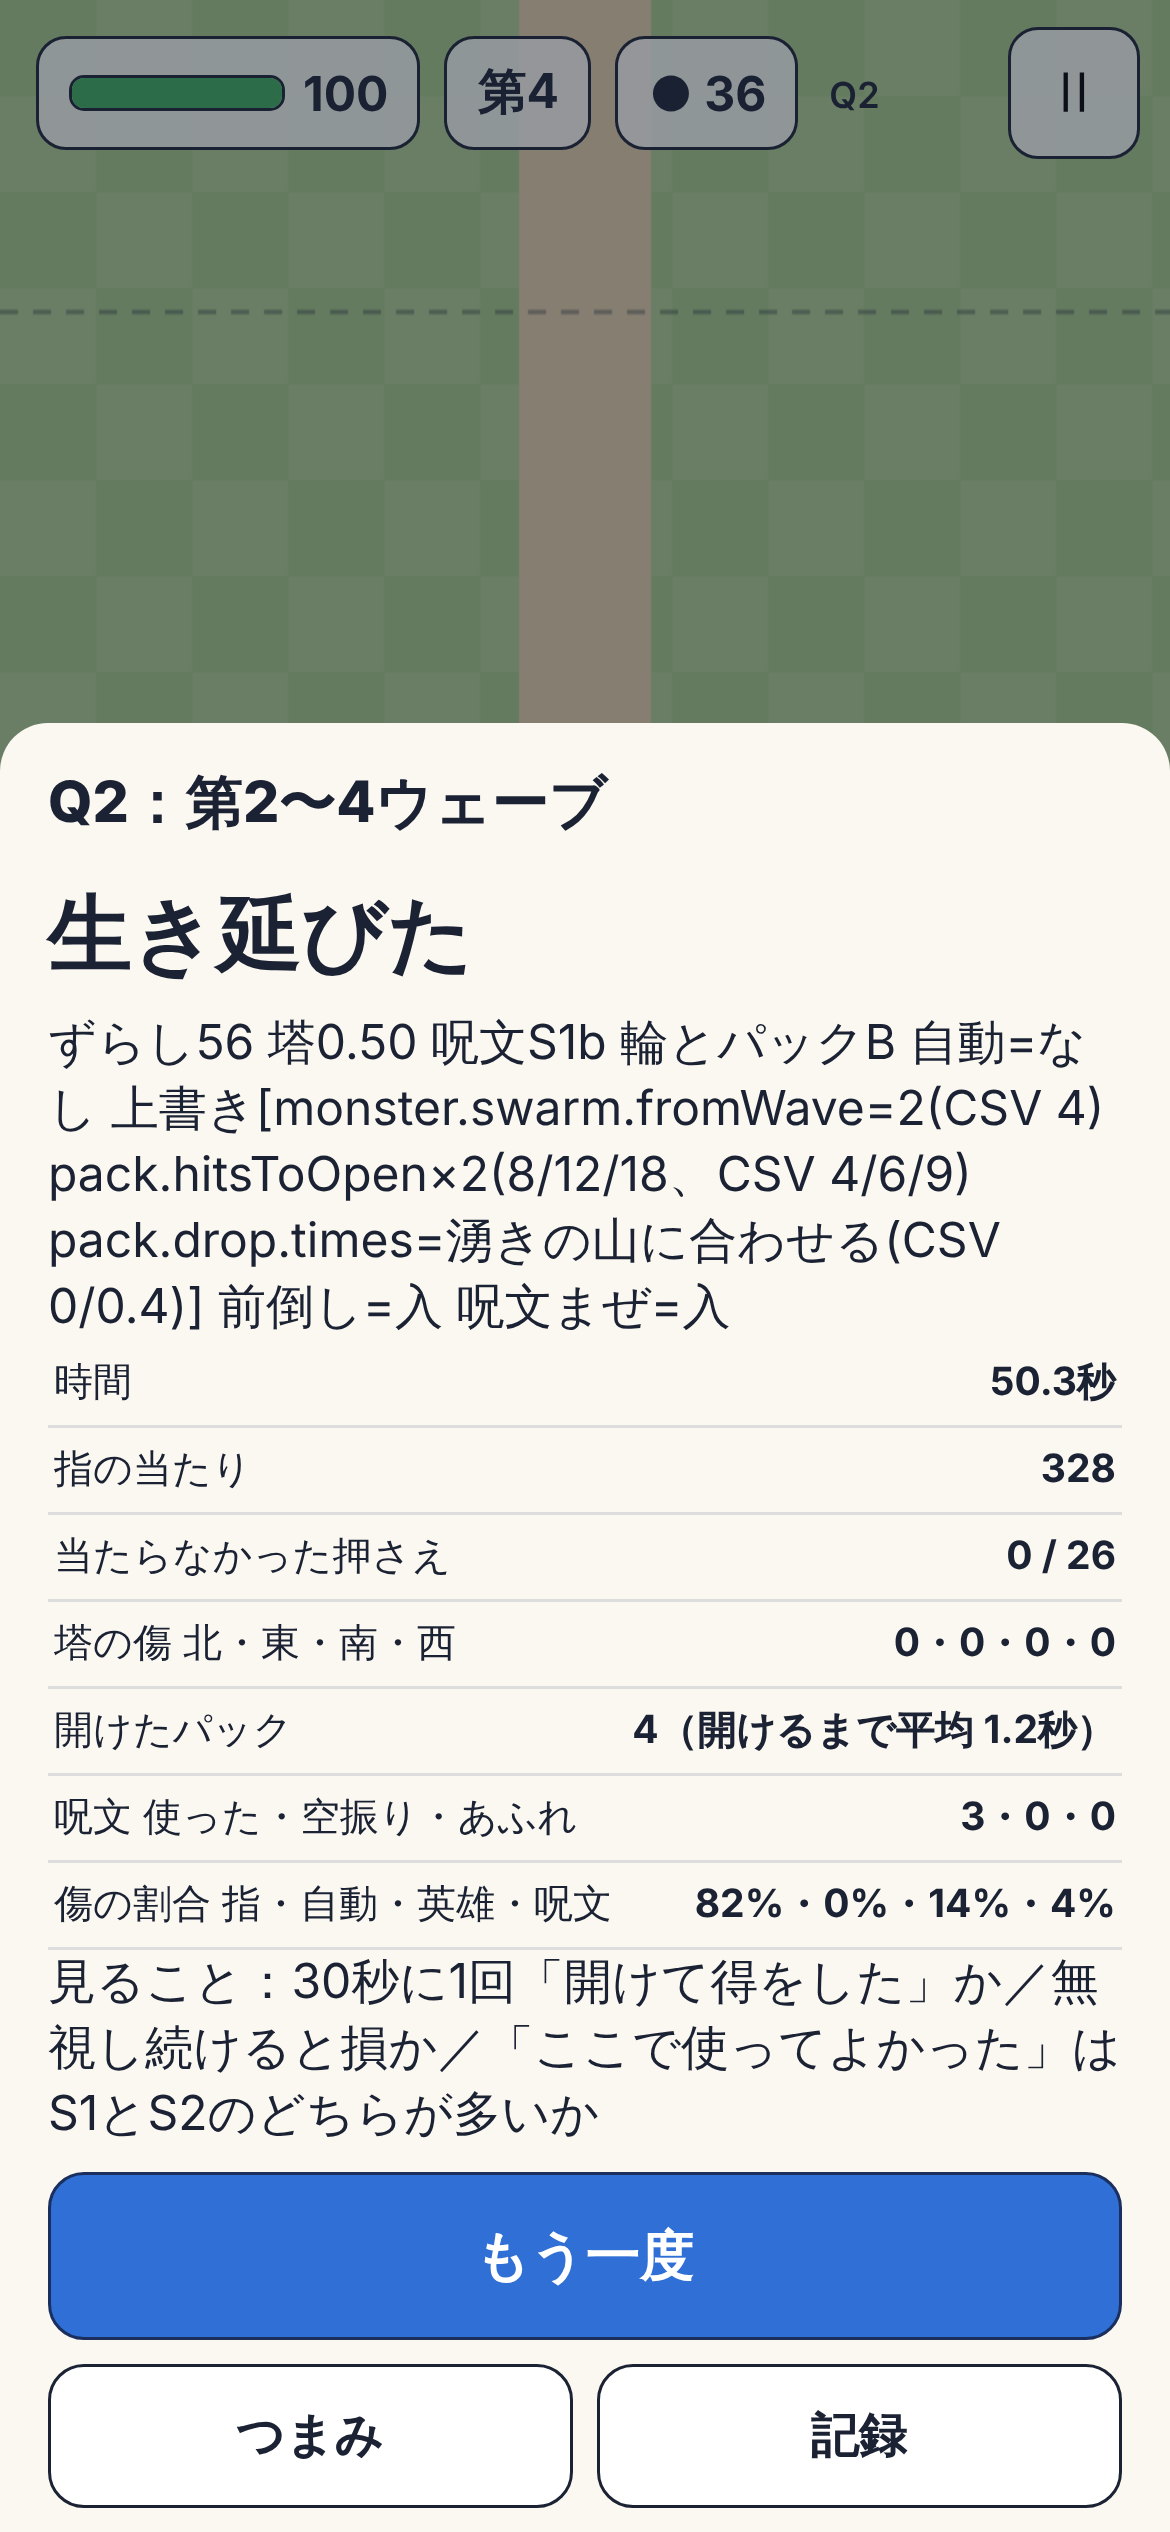 100
第4
36
Q2
Q2：第2〜4ウェーブ
生き延びた
ずらし56 塔0.50 呪文S1b 輪とパックB 自動=な
し 上書き[monster.swarm.fromWave=2(CSV 4)
pack.hitsToOpen×2(8/12/18、CSV 4/6/9)
pack.drop.times=湧きの山に合わせる(CSV
0/0.4)] 前倒し=入 呪文まぜ=入
時間 50.3秒
指の当たり 328
当たらなかった押さえ 0 / 26
塔の傷 北・東・南・西 0・0・0・0
開けたパック 4（開けるまで平均 1.2秒）
呪文 使った・空振り・あふれ 3・0・0
傷の割合 指・自動・英雄・呪文 82%・0%・14%・4%
見ること：30秒に1回「開けて得をした」か／無
視し続けると損か／「ここで使ってよかった」は
S1とS2のどちらが多いか
もう一度
つまみ
記録